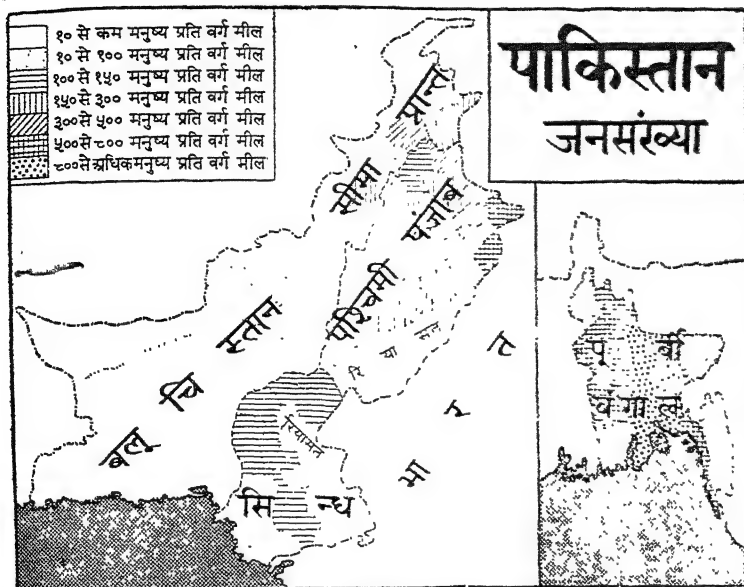 १० से कम मनुष्य प्रति वर्ग मील
१० से १०० मनुष्य प्रति वर्ग मील
१०० से १५० मनुष्य प्रति वर्ग मील
१५० से ३०० मनुष्य प्रति वर्ग मील
३०० से ५०० मनुष्य प्रति वर्ग मील
५०० से ८०० मनुष्य प्रति वर्ग मील
८०० से अधिक मनुष्य प्रति वर्ग मील
पाकिस्तान
जनसंख्या
सीमा प्रान्त
पश्चिमी पंजाब
रियासत
बलूचिस्तान
रियासत
सिन्ध
भारत
पूर्वी
बंगाल